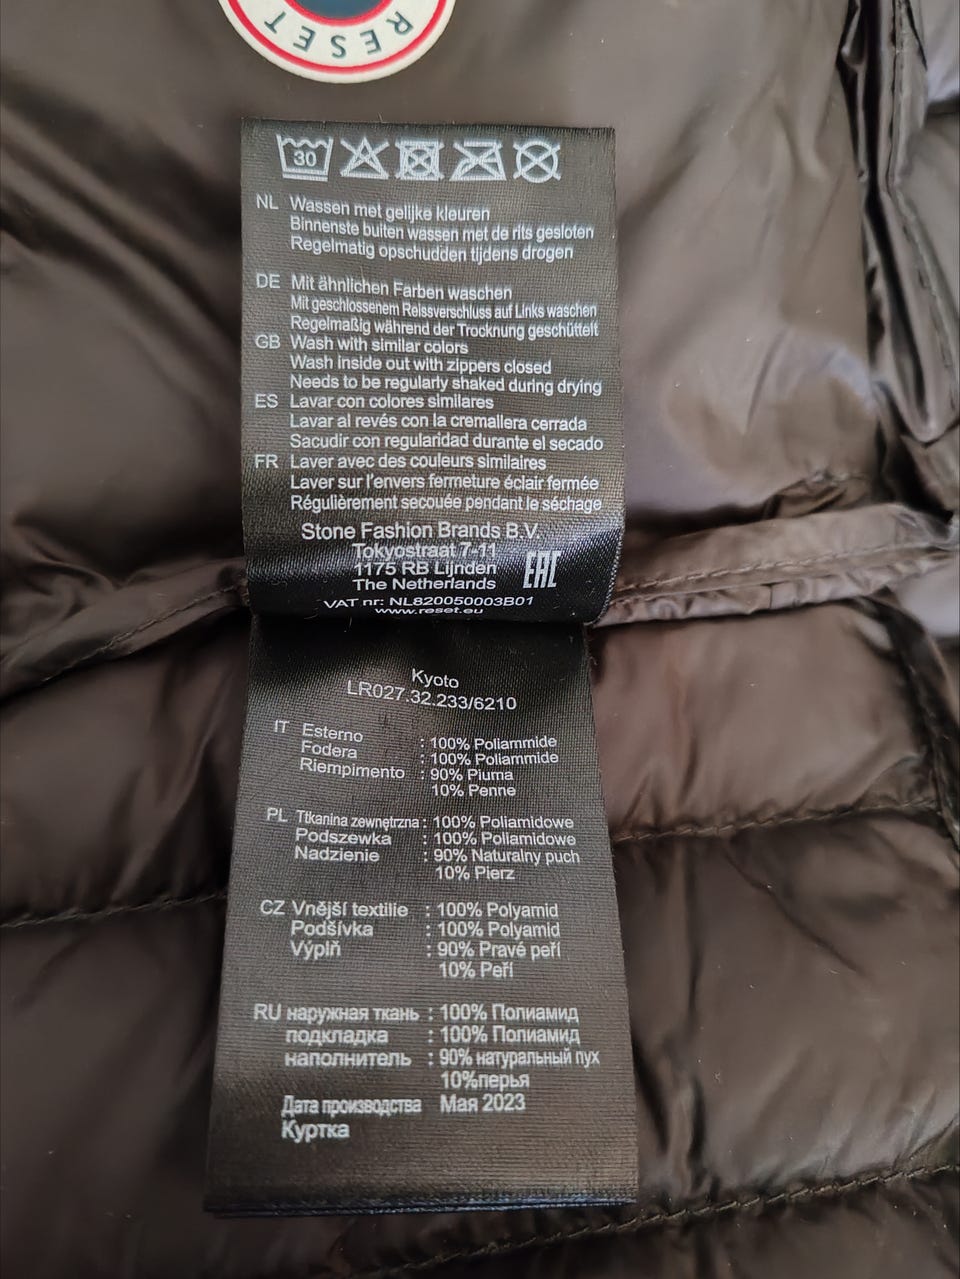 RESET
30
NL Wassen met gelijke kleuren
Binnenste buiten wassen met de rits gesloten
Regelmatig opschudden tijdens drogen
DE Mit ähnlichen Farben waschen
Mit geschlossenem Reissverschluss auf Links waschen
Regelmaßig während der Trocknung geschüttelt
GB Wash with similar colors
Wash inside out with zippers closed
Needs to be regularly shaked during drying
ES Lavar con colores similares
Lavar al revés con la cremallera cerrada
Sacudir con regularidad durante el secado
FR Laver avec des couleurs similaires
Laver sur l'envers fermeture éclair fermée
Régulièrement secouée pendant le séchage
Stone Fashion Brands B.V.
Tokyostraat 7-11
1175 RB Lijnden
The Netherlands
EAC
VAT nr: NL820050003B01
www.reset.eu
Kyoto
LR027.32.233/6210
IT Esterno : 100% Poliammide
Fodera : 100% Poliammide
Riempimento : 90% Piuma
10% Penne
PL Ttkanina zewnętrzna : 100% Poliamidowe
Podszewka : 100% Poliamidowe
Nadzienie : 90% Naturalny puch
10% Pierz
CZ Vnější textilie : 100% Polyamid
Podšívka : 100% Polyamid
Výplň : 90% Pravé peří
10% Peří
RU наружная ткань : 100% Полиамид
подкладка : 100% Полиамид
наполнитель : 90% натуральный пух
10%перья
Дата производства Мая 2023
Куртка